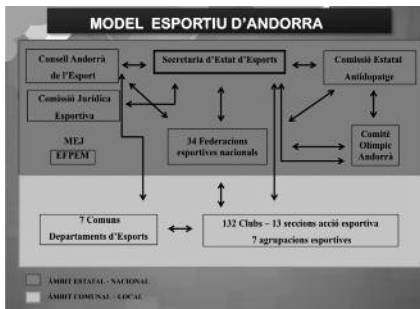 MODEL ESPORTIU D'ANDORRA
Consell Andorrà
de l'Esport
Secretaria d'Estat d'Esports
Comissió Estatal
Antidopatge
Comissió Jurídica
Esportiva
MEJ
EFPEM
34 Federacions
esportives nacionals
Comitè
Olímpic
Andorrà
7 Comuns
Departaments d'Esports
132 Clubs – 13 seccions acció esportiva
7 agrupacions esportives
ÀMBIT ESTATAL - NACIONAL
ÀMBIT COMUNAL - LOCAL